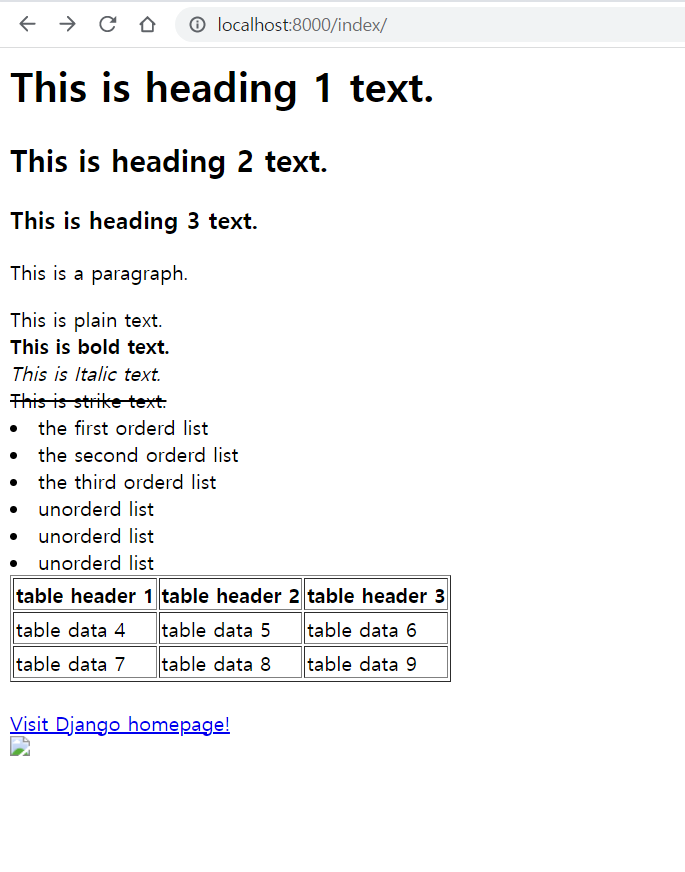 localhost:8000/index/
This is heading 1 text.
This is heading 2 text.
This is heading 3 text.
This is a paragraph.
This is plain text.
This is bold text.
This is Italic text.
This is strike text.
the first orderd list
the second orderd list
the third orderd list
unorderd list
unorderd list
unorderd list
table header 1 table header 2 table header 3
table data 4 table data 5 table data 6
table data 7 table data 8 table data 9
Visit Django homepage!